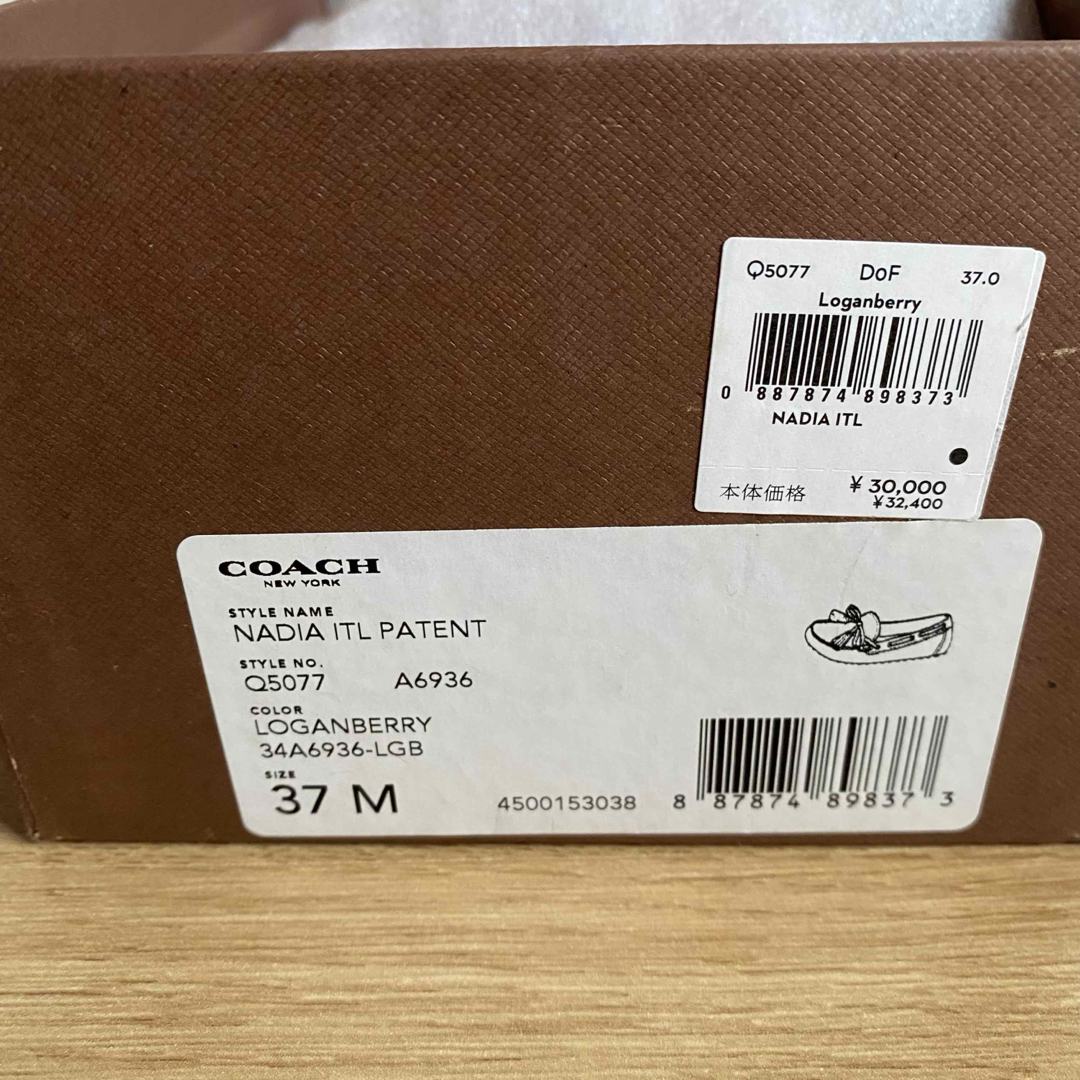 Q5077 DoF 37.0
Loganberry
0 887874 898373
NADIA ITL
本体価格 ¥ 30,000
¥ 32,400
COACH
NEW YORK
STYLE NAME
NADIA ITL PATENT
STYLE NO.
Q5077 A6936
COLOR
LOGANBERRY
34A6936-LGB
SIZE
37 M 4500153038 8 87874 89837 3